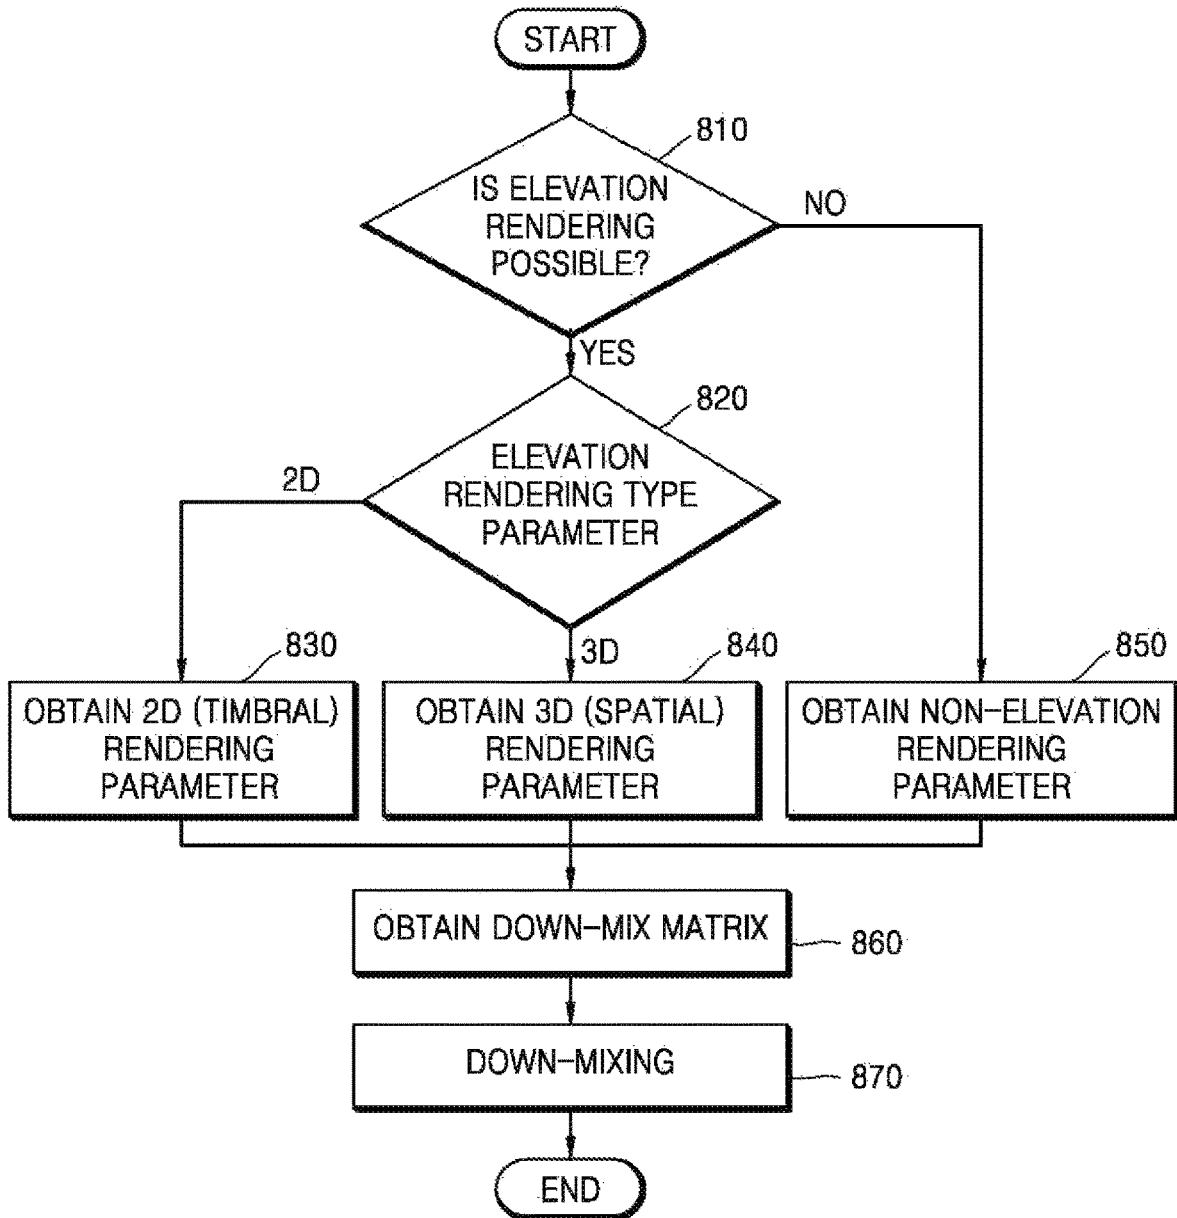 START
810
IS ELEVATION
RENDERING
POSSIBLE?
NO
YES
820
ELEVATION
RENDERING TYPE
PARAMETER
2D
3D
830
OBTAIN 2D (TIMBRAL)
RENDERING
PARAMETER
840
OBTAIN 3D (SPATIAL)
RENDERING
PARAMETER
850
OBTAIN NON-ELEVATION
RENDERING
PARAMETER
OBTAIN DOWN-MIX MATRIX
860
DOWN-MIXING
870
END